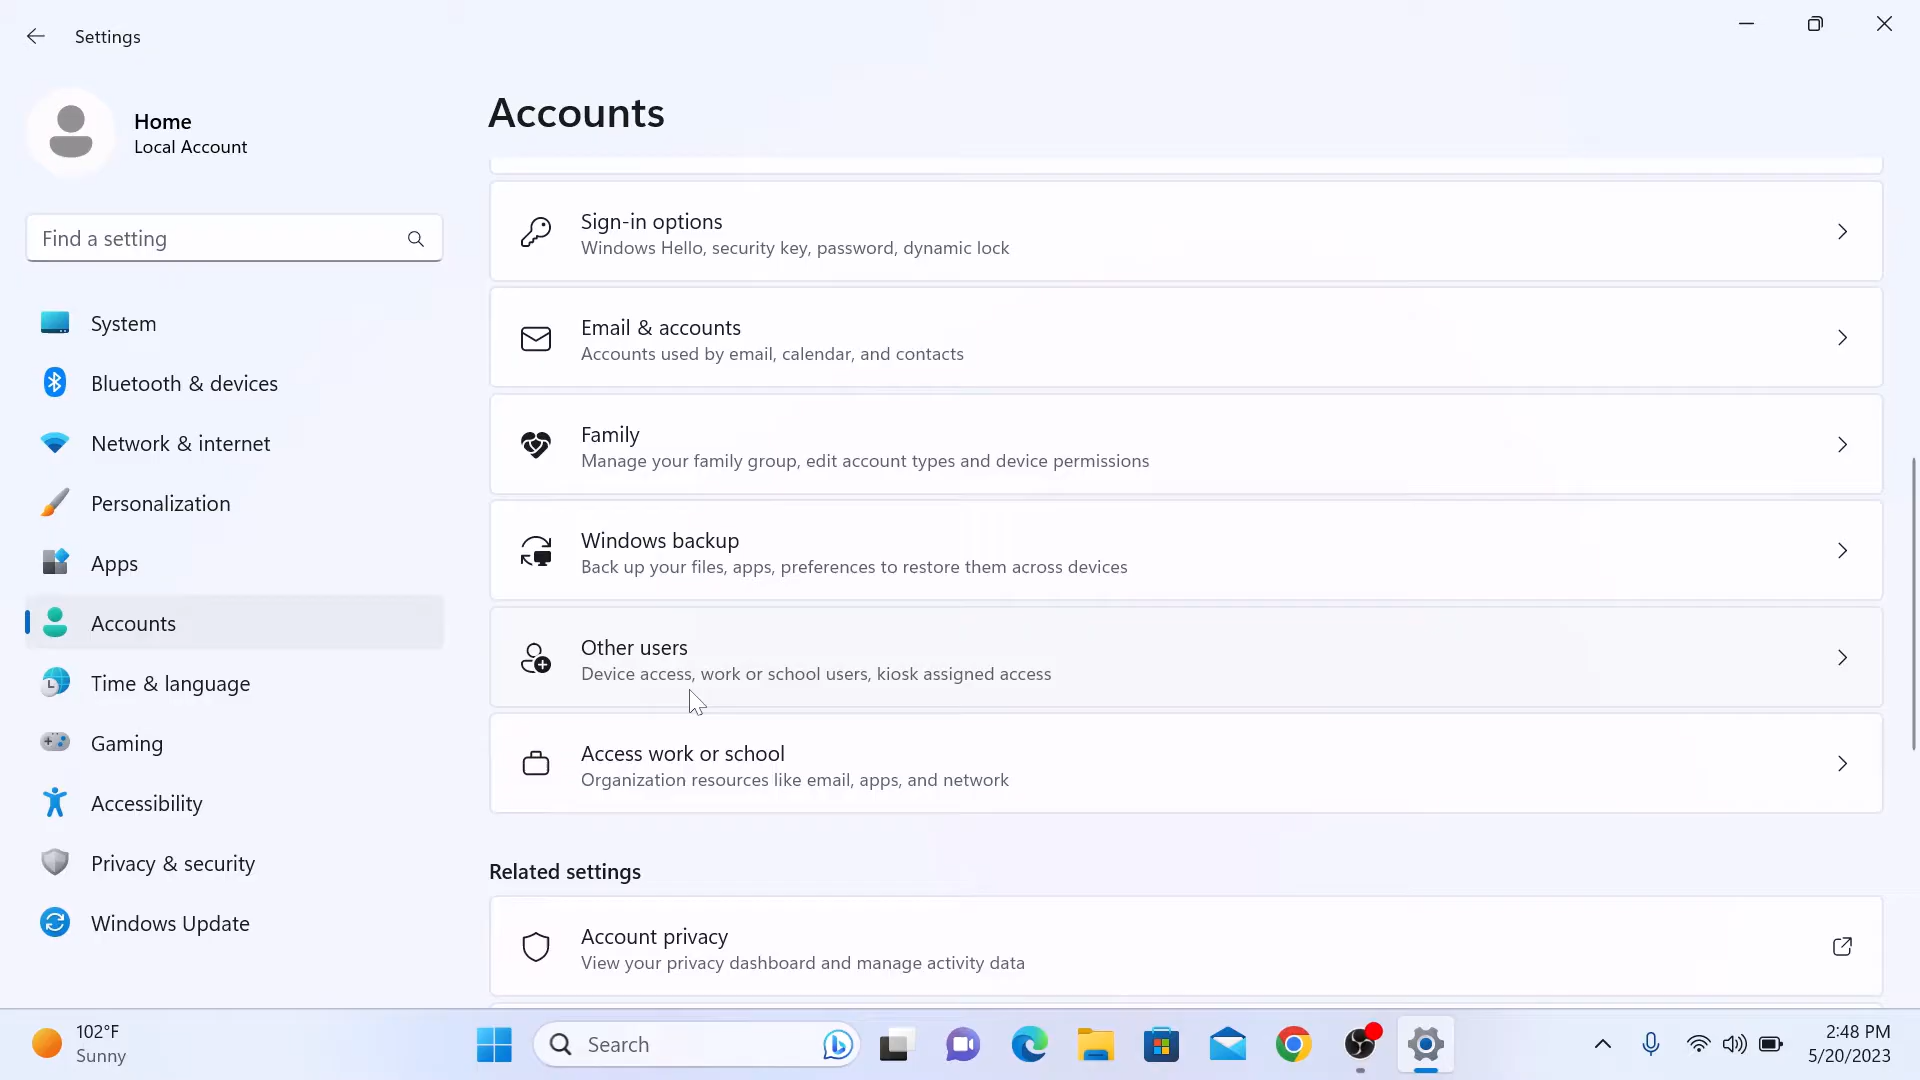 Settings
Home
Local Account
Find a setting
System
Bluetooth & devices
Network & internet
Personalization
Apps
Accounts
Time & language
Gaming
Accessibility
Privacy & security
Windows Update
Accounts
Sign-in options
Windows Hello, security key, password, dynamic lock
Email & accounts
Accounts used by email, calendar, and contacts
Family
Manage your family group, edit account types and device permissions
Windows backup
Back up your files, apps, preferences to restore them across devices
Other users
Device access, work or school users, kiosk assigned access
Access work or school
Organization resources like email, apps, and network
Related settings
Account privacy
View your privacy dashboard and manage activity data
102°F
Sunny
Search
2:48 PM
5/20/2023